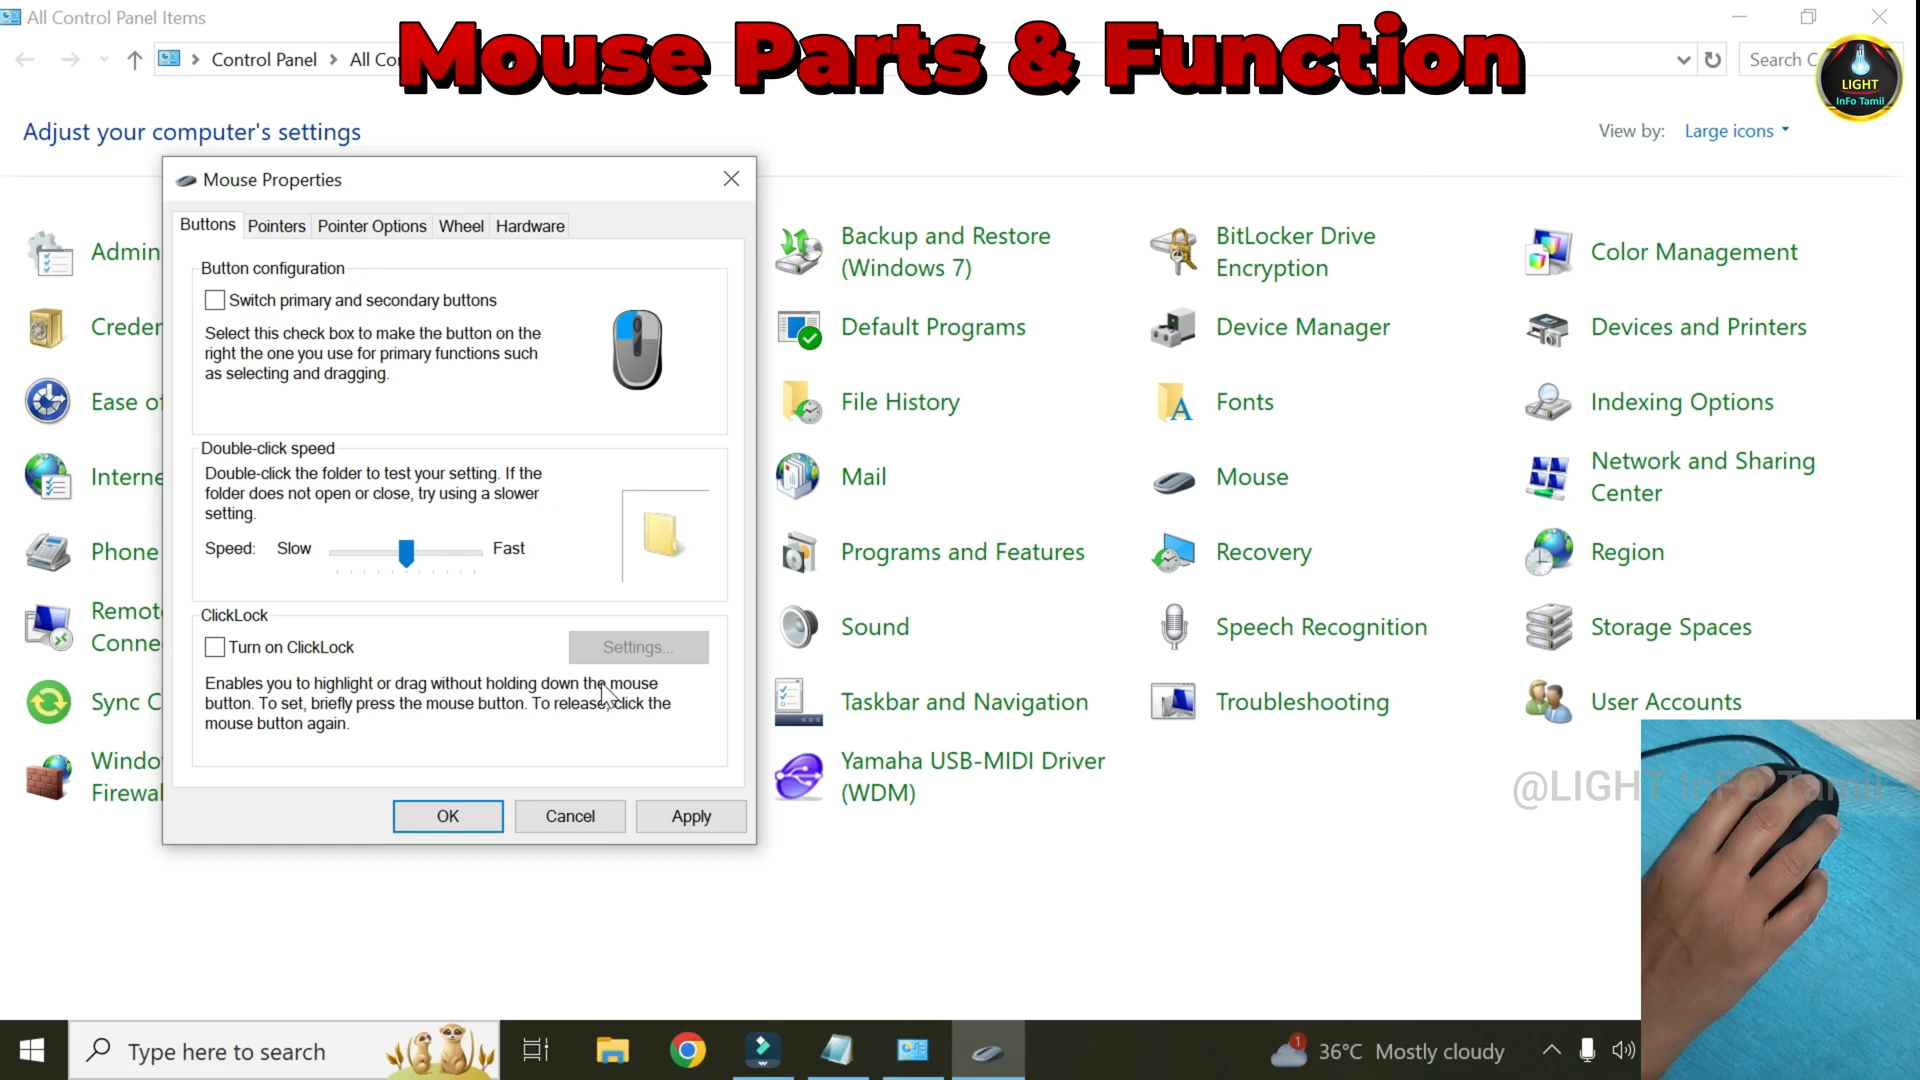 All Control Panel Items
Mouse Parts & Function
Control Panel
All Co
Search C
LIGHT
InFo Tamil
Adjust your computer's settings
View by: Large icons
Mouse Properties
Buttons Pointers Pointer Options Wheel Hardware
Button configuration
Switch primary and secondary buttons
Select this check box to make the button on the
right the one you use for primary functions such
as selecting and dragging.
Double-click speed
Double-click the folder to test your setting. If the
folder does not open or close, try using a slower
setting.
Speed: Slow Fast
ClickLock
Turn on ClickLock
Settings...
Enables you to highlight or drag without holding down the mouse
button. To set, briefly press the mouse button. To release, click the
mouse button again.
OK Cancel Apply
Admin
Backup and Restore
(Windows 7)
BitLocker Drive
Encryption
Color Management
Creder
Default Programs
Device Manager
Devices and Printers
Ease of
File History
Fonts
Indexing Options
Interne
Mail
Mouse
Network and Sharing
Center
Phone
Programs and Features
Recovery
Region
Remot
Conne
Sound
Speech Recognition
Storage Spaces
Sync C
Taskbar and Navigation
Troubleshooting
User Accounts
Windo
Firewal
Yamaha USB-MIDI Driver
(WDM)
@LIGHT InFO Tamil
Type here to search
1
36°C Mostly cloudy